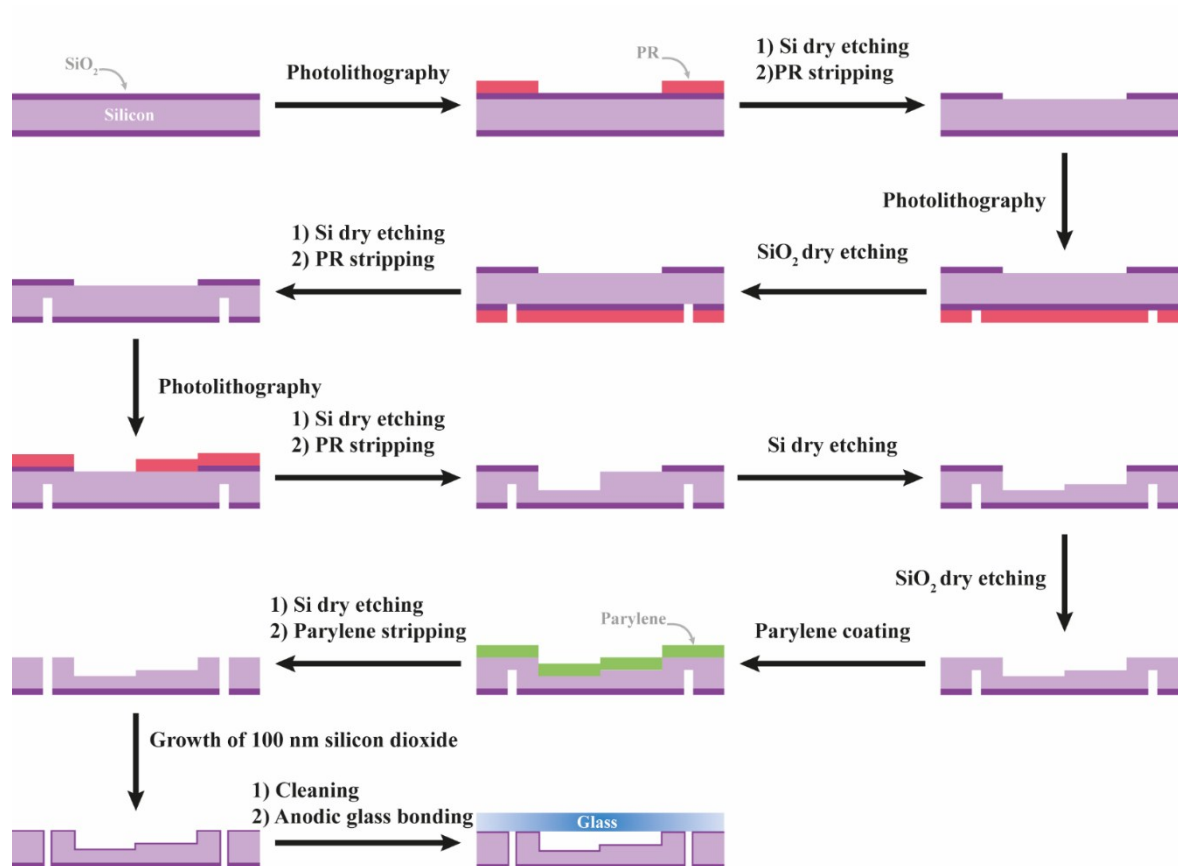 SiO₂
Silicon
Photolithography
PR
1) Si dry etching
2)PR stripping
Photolithography
SiO₂ dry etching
1) Si dry etching
2) PR stripping
Photolithography
1) Si dry etching
2) PR stripping
Si dry etching
SiO₂ dry etching
Parylene coating
Parylene
1) Si dry etching
2) Parylene stripping
Growth of 100 nm silicon dioxide
1) Cleaning
2) Anodic glass bonding
Glass